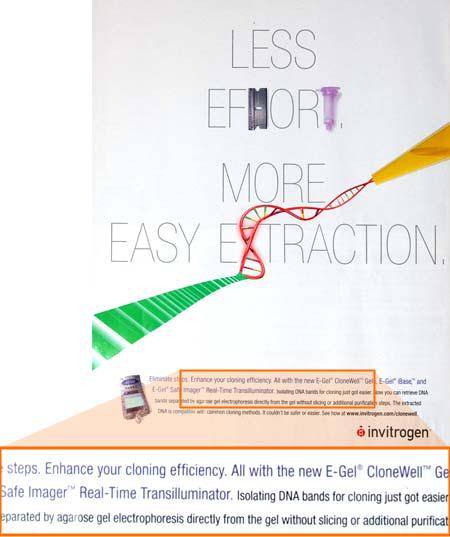 LESS
EFFORT.
MORE
EASY EXTRACTION.
Eliminate steps. Enhance your cloning efficiency. All with the new E-Gel® CloneWell™ Gels, E-Gel® iBase,™ and
E-Gel® Safe Imager™ Real-Time Transilluminator. Isolating DNA bands for cloning just got easier. Now you can retrieve DNA
bands separated by agarose gel electrophoresis directly from the gel without slicing or additional purification steps. The extracted
DNA is compatible with common cloning methods. It couldn't be safer or easier. See how at www.invitrogen.com/clonewell.
invitrogen™
e steps. Enhance your cloning efficiency. All with the new E-Gel® CloneWell™ Ge
Safe Imager™ Real-Time Transilluminator. Isolating DNA bands for cloning just got easier
eparated by agarose gel electrophoresis directly from the gel without slicing or additional purificat